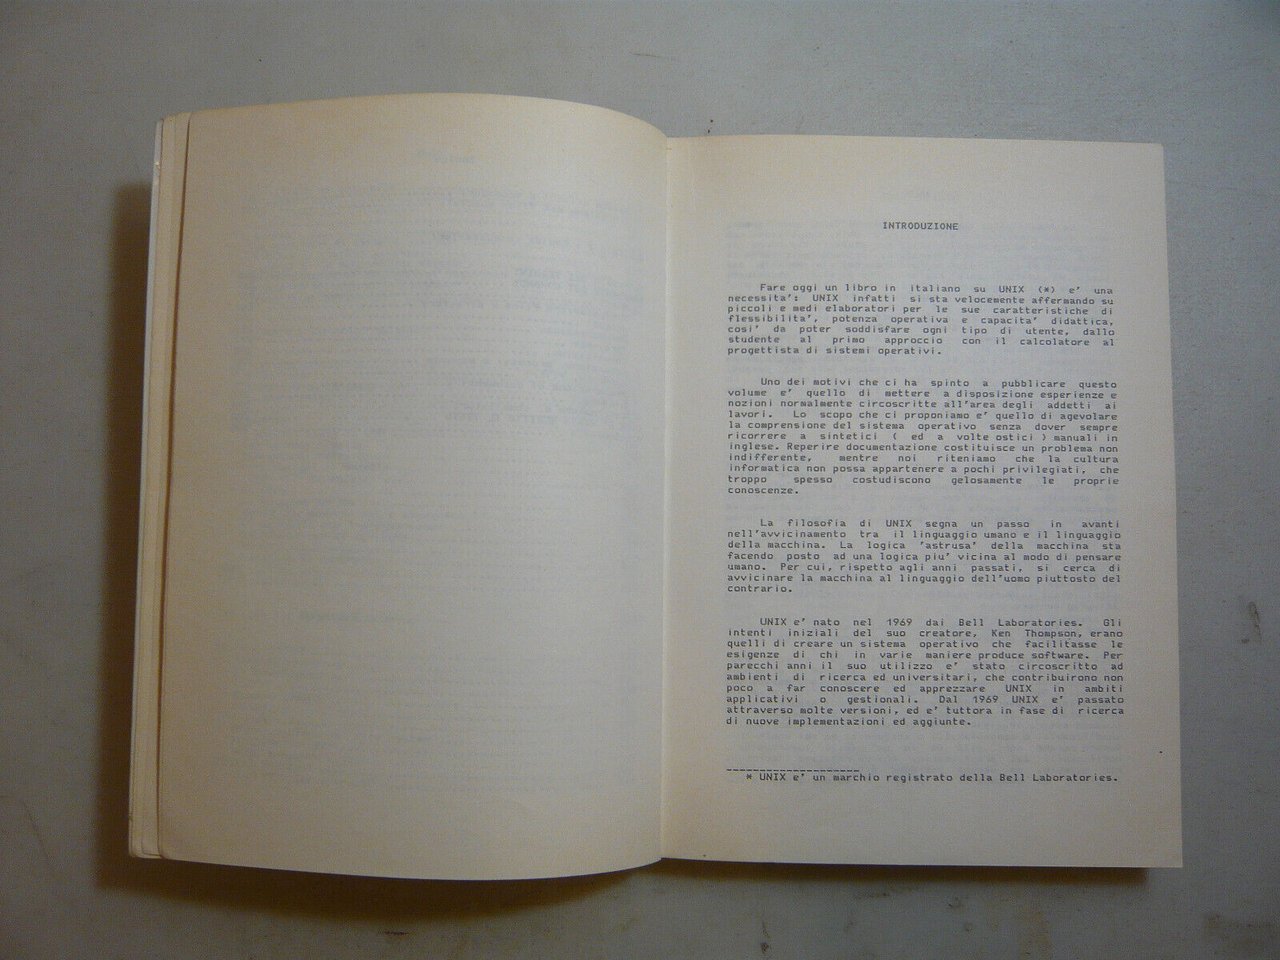 INTRODUZIONE
Fare oggi un libro in italiano su UNIX (*) e' una
necessita': UNIX infatti si sta velocemente affermando su
piccoli e medi elaboratori per le sue caratteristiche di
flessibilita', potenza operativa e capacita' didattica,
cosi' da poter soddisfare ogni tipo di utente, dallo
studente al primo approccio con il calcolatore al
progettista di sistemi operativi.
Uno dei motivi che ci ha spinto a pubblicare questo
volume e' quello di mettere a disposizione esperienze e
nozioni normalmente circoscritte all'area degli addetti ai
lavori. Lo scopo che ci proponiamo e' quello di agevolare
la comprensione del sistema operativo senza dover sempre
ricorrere a sintetici ( ed a volte ostici ) manuali in
inglese. Reperire documentazione costituisce un problema non
indifferente, mentre noi riteniamo che la cultura
informatica non possa appartenere a pochi privilegiati, che
troppo spesso costudiscono gelosamente le proprie
conoscenze.
La filosofia di UNIX segna un passo in avanti
nell'avvicinamento tra il linguaggio umano e il linguaggio
della macchina. La logica 'astrusa' della macchina sta
facendo posto ad una logica piu' vicina al modo di pensare
umano. Per cui, rispetto agli anni passati, si cerca di
avvicinare la macchina al linguaggio dell'uomo piuttosto del
contrario.
UNIX e' nato nel 1969 dai Bell Laboratories. Gli
intenti iniziali del suo creatore, Ken Thompson, erano
quelli di creare un sistema operativo che facilitasse le
esigenze di chi in varie maniere produce software. Per
parecchi anni il suo utilizzo e' stato circoscritto ad
ambienti di ricerca ed universitari, che contribuirono non
poco a far conoscere ed apprezzare UNIX in ambiti
applicativi o gestionali. Dal 1969 UNIX e' passato
attraverso molte versioni, ed e' tuttora in fase di ricerca
di nuove implementazioni ed aggiunte.
* UNIX e' un marchio registrato della Bell Laboratories.